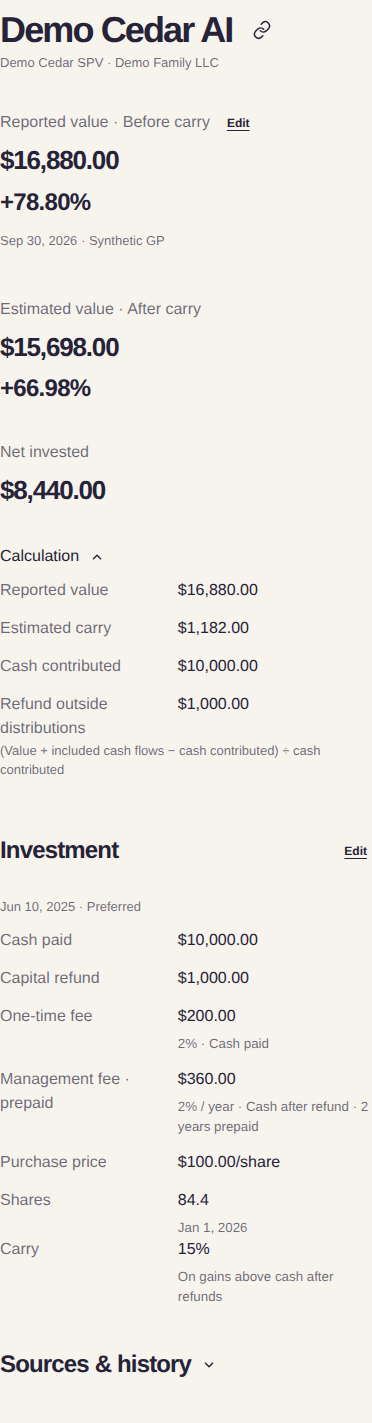 Demo Cedar AI
Demo Cedar SPV · Demo Family LLC
Reported value · Before carry Edit
$16,880.00
+78.80%
Sep 30, 2026 · Synthetic GP
Estimated value · After carry
$15,698.00
+66.98%
Net invested
$8,440.00
Calculation
Reported value $16,880.00
Estimated carry $1,182.00
Cash contributed $10,000.00
Refund outside $1,000.00
distributions
(Value + included cash flows − cash contributed) ÷ cash
contributed
Investment Edit
Jun 10, 2025 · Preferred
Cash paid $10,000.00
Capital refund $1,000.00
One-time fee $200.00
2% · Cash paid
Management fee · $360.00
prepaid
2% / year · Cash after refund · 2
years prepaid
Purchase price $100.00/share
Shares 84.4
Jan 1, 2026
Carry 15%
On gains above cash after
refunds
Sources & history